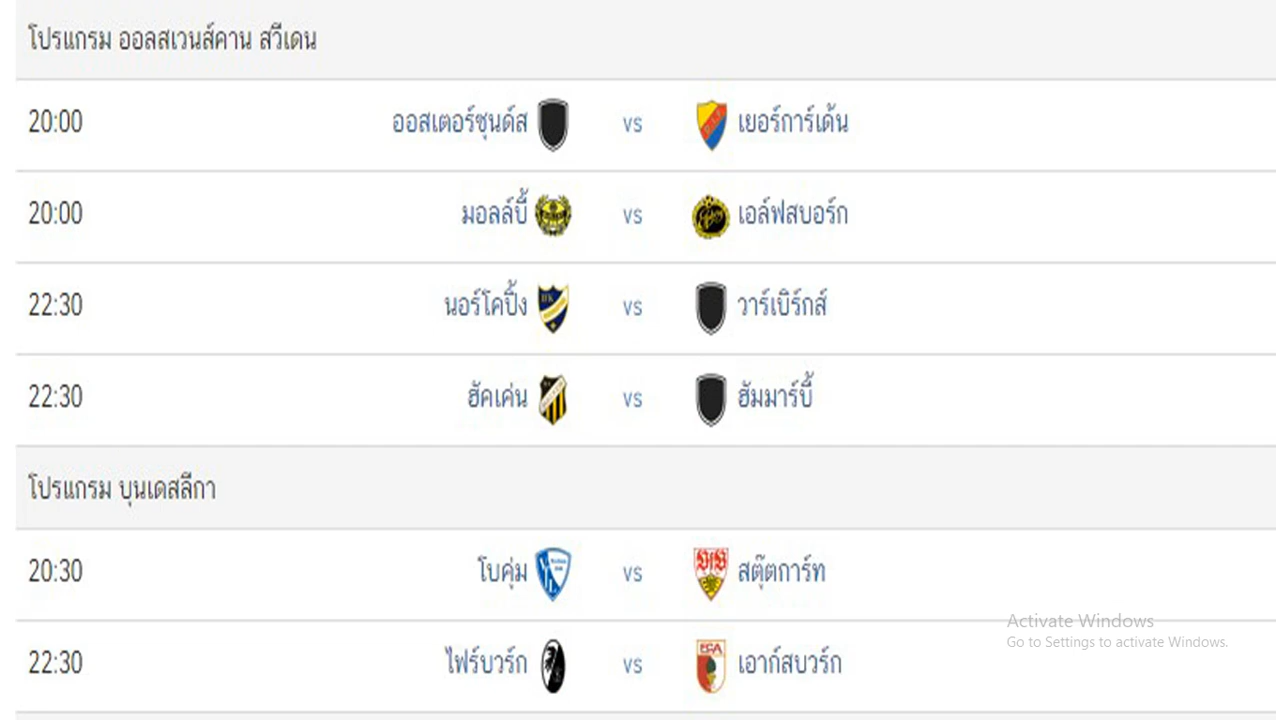 โปรแกรม ออลสเวนส์คาน สวีเดน
20:00 ออสเตอร์ซุนด์ส vs เยอร์การ์เด้น
20:00 มอลล์บี้ vs เอล์ฟสบอร์ก
22:30 นอร์โคปิ้ง vs วาร์เบิร์กส์
22:30 ฮัคเค่น vs ฮัมมาร์บี้
โปรแกรม บุนเดสลีกา
20:30 โบคุ่ม vs สตุ๊ตการ์ท
22:30 ไฟร์บวร์ก vs เอาก์สบวร์ก
Activate Windows
Go to Settings to activate Windows.